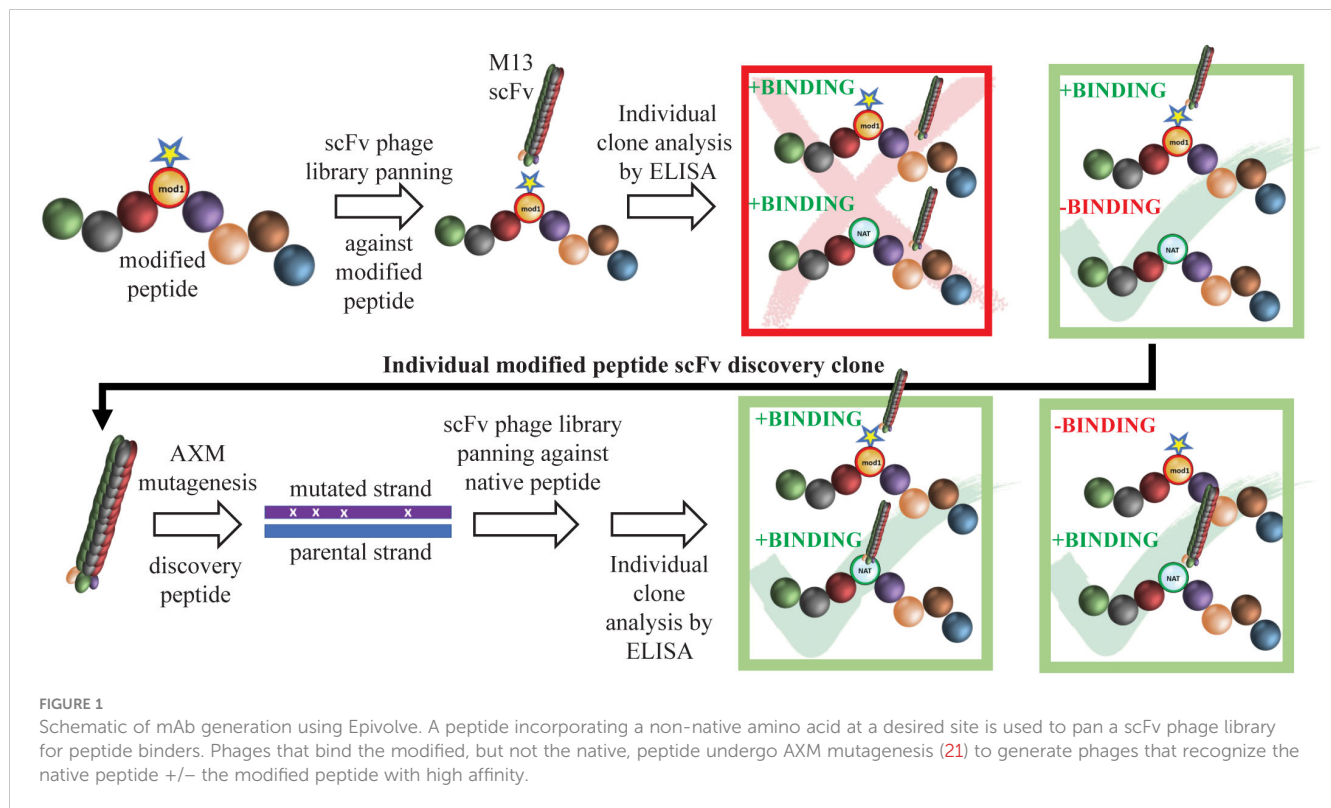 modified
peptide
mod1
scFv phage
library panning
against
modified
peptide
M13
scFv
mod1
Individual
clone analysis
by ELISA
+BINDING
mod1
+BINDING
NAT
+BINDING
mod1
-BINDING
NAT
Individual modified peptide scFv discovery clone
AXM
mutagenesis
discovery
peptide
mutated strand
x x x x
parental strand
scFv phage library
panning against
native peptide
Individual
clone
analysis by
ELISA
+BINDING
mod1
+BINDING
NAT
-BINDING
mod1
+BINDING
NAT
FIGURE 1
Schematic of mAb generation using Epivolve. A peptide incorporating a non-native amino acid at a desired site is used to pan a scFv phage library
for peptide binders. Phages that bind the modified, but not the native, peptide undergo AXM mutagenesis (21) to generate phages that recognize the
native peptide +/− the modified peptide with high affinity.